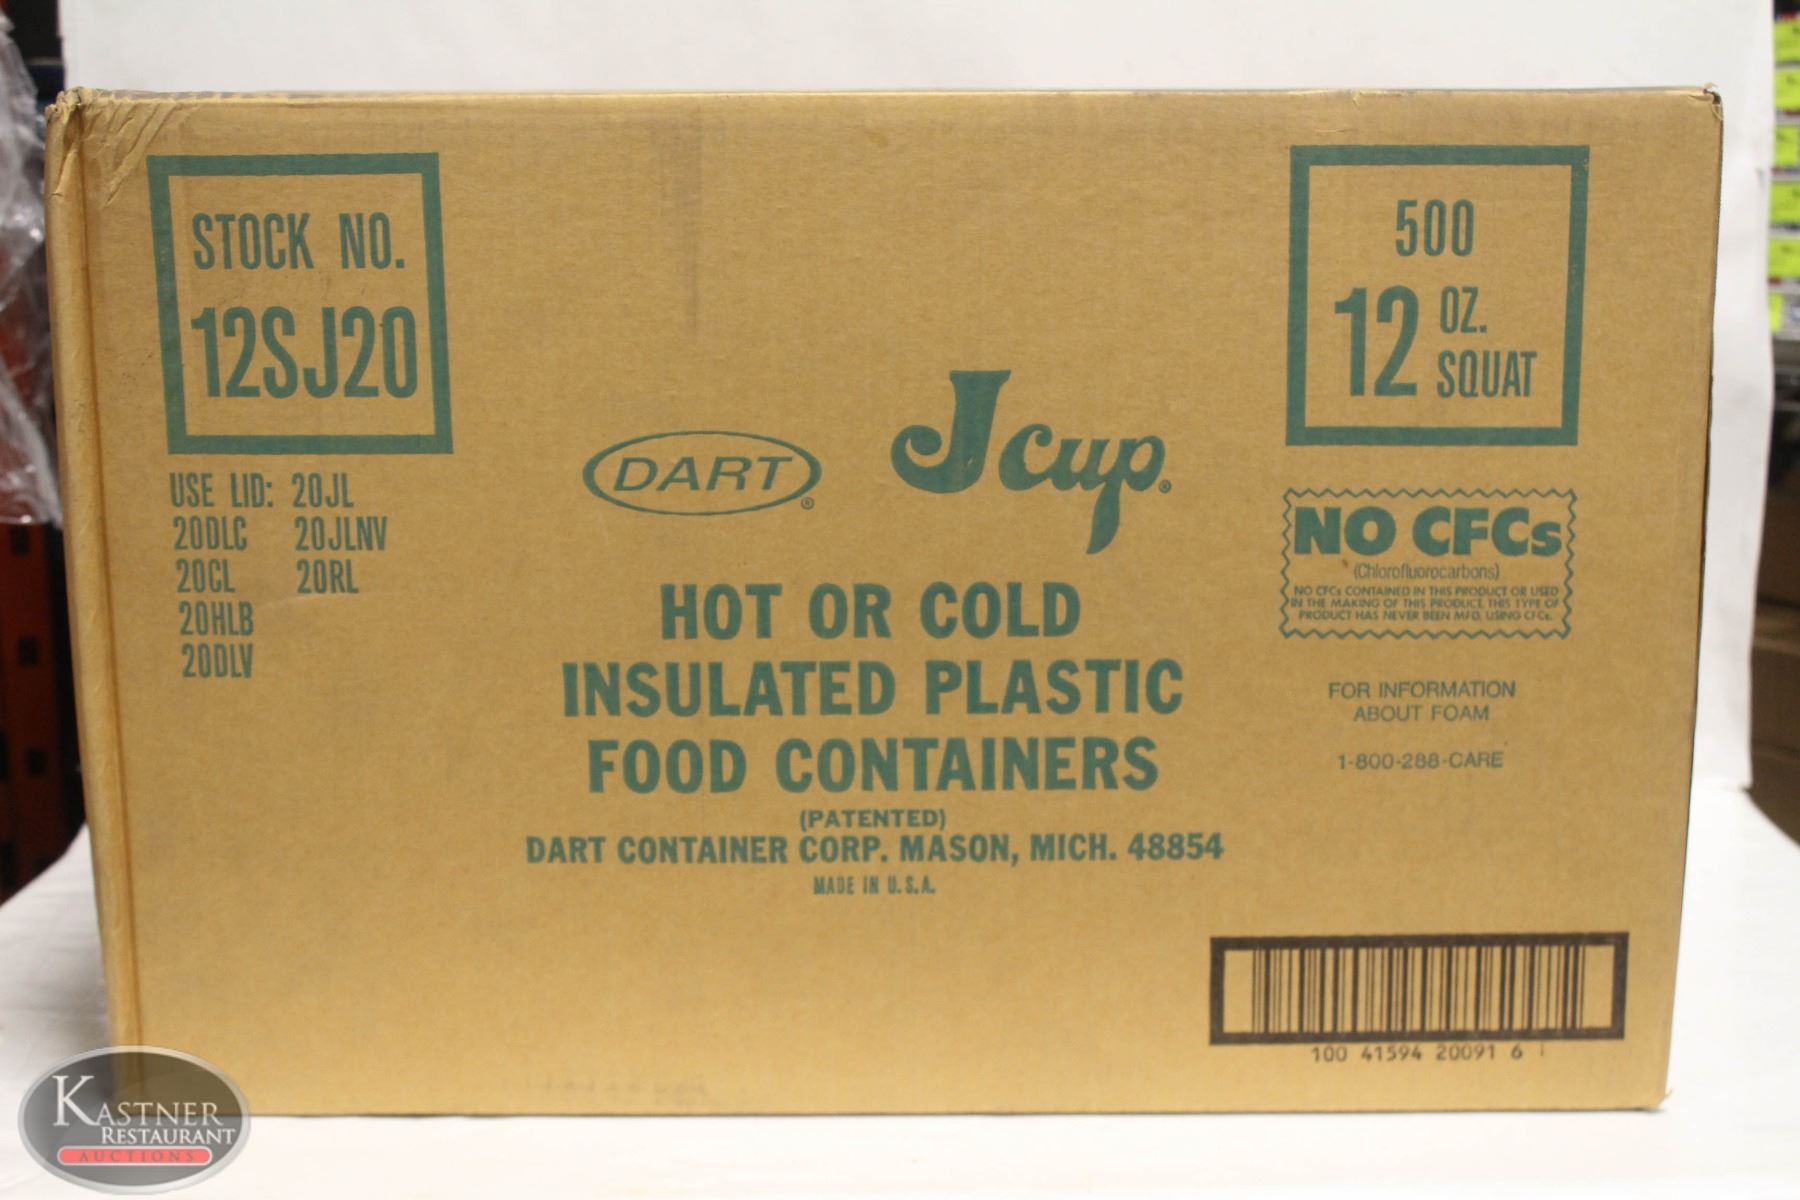 STOCK NO.
12SJ20
USE LID: 20JL
20DLC 20JLNV
20CL 20RL
20HLB
20DLV
DART®
J cup®
HOT OR COLD
INSULATED PLASTIC
FOOD CONTAINERS
(PATENTED)
DART CONTAINER CORP. MASON, MICH. 48854
MADE IN U.S.A.
500
12 OZ.
SQUAT
NO CFCs
(Chlorofluorocarbons)
NO CFCs CONTAINED IN THIS PRODUCT OR USED
IN THE MAKING OF THIS PRODUCT. THIS TYPE OF
PRODUCT HAS NEVER BEEN MFD. USING CFCs.
FOR INFORMATION
ABOUT FOAM
1-800-288-CARE
100 41594 20091 6
KASTNER
RESTAURANT
AUCTIONS